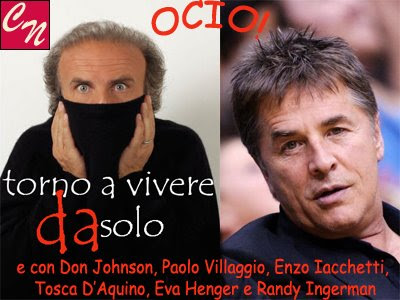 CN
OCIO!
torno a vivere
da solo
e con Don Johnson, Paolo Villaggio, Enzo Iacchetti,
Tosca D'Aquino, Eva Henger e Randy Ingerman